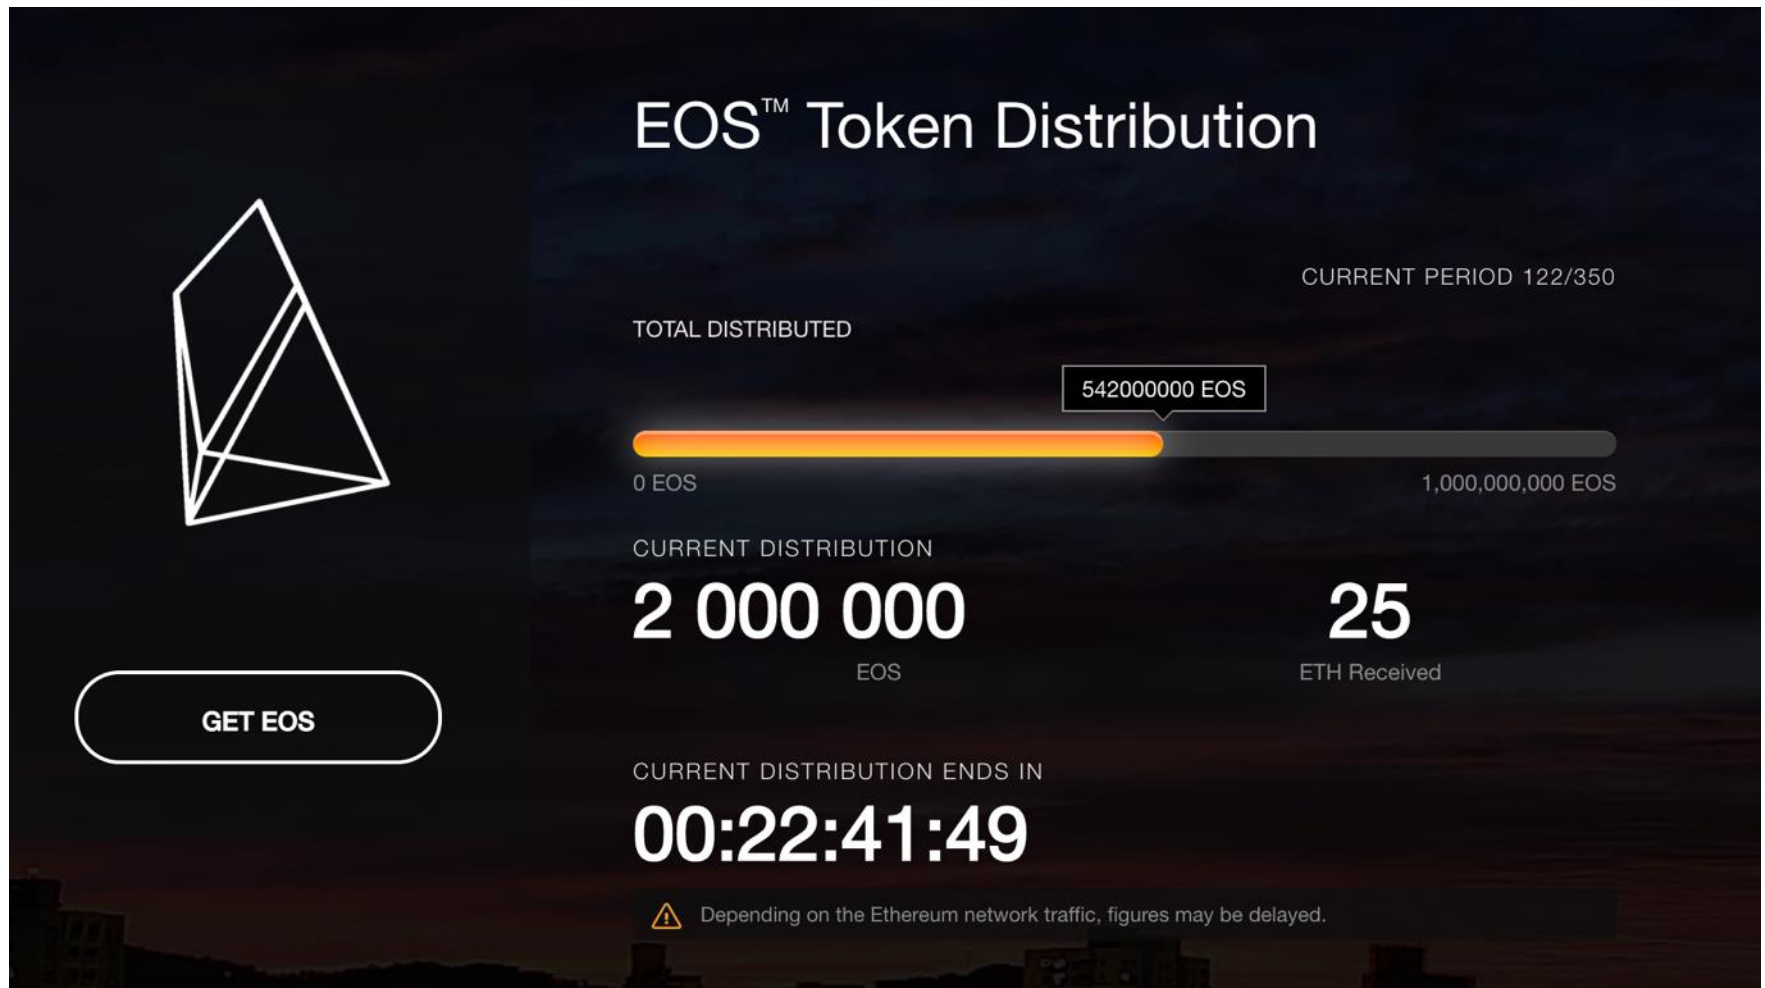 EOS™ Token Distribution
CURRENT PERIOD 122/350
TOTAL DISTRIBUTED
542000000 EOS
0 EOS
1,000,000,000 EOS
CURRENT DISTRIBUTION
2 000 000
EOS
25
ETH Received
GET EOS
CURRENT DISTRIBUTION ENDS IN
00:22:41:49
Depending on the Ethereum network traffic, figures may be delayed.